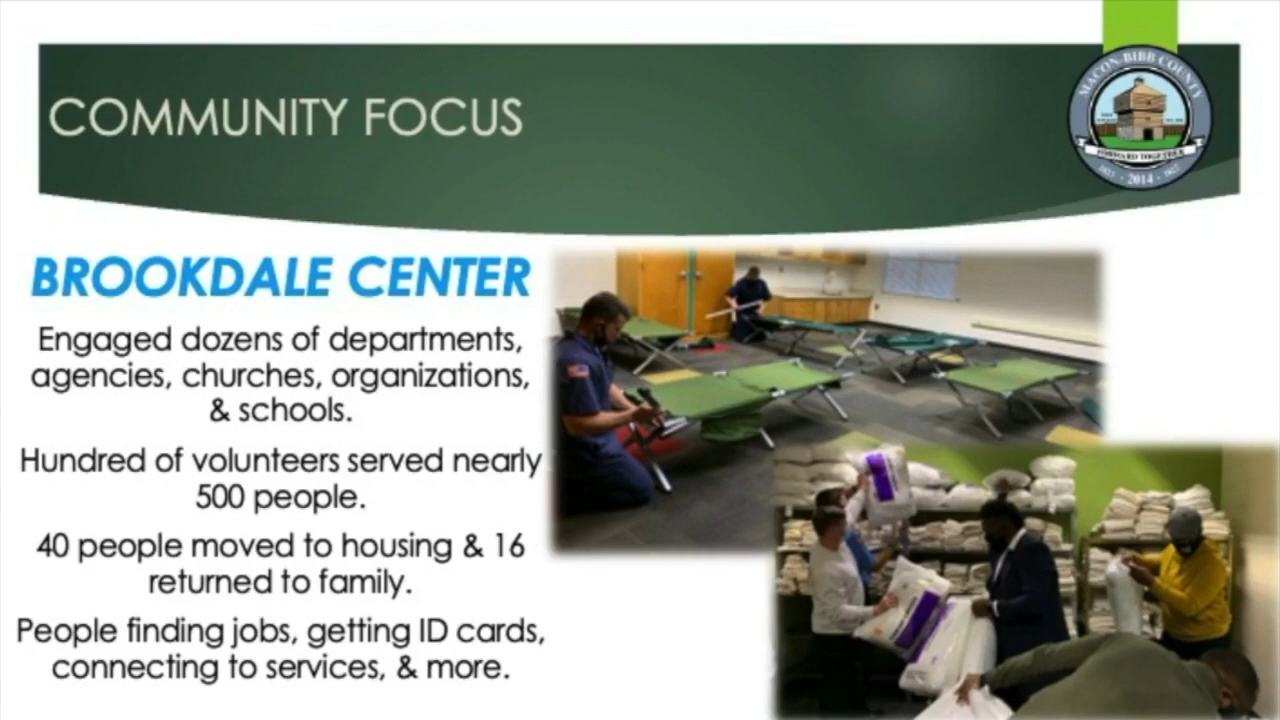 COMMUNITY FOCUS
MACON-BIBB COUNTY
FORWARD TOGETHER
2014
BROOKDALE CENTER
Engaged dozens of departments,
agencies, churches, organizations,
& schools.
Hundred of volunteers served nearly
500 people.
40 people moved to housing & 16
returned to family.
People finding jobs, getting ID cards,
connecting to services, & more.